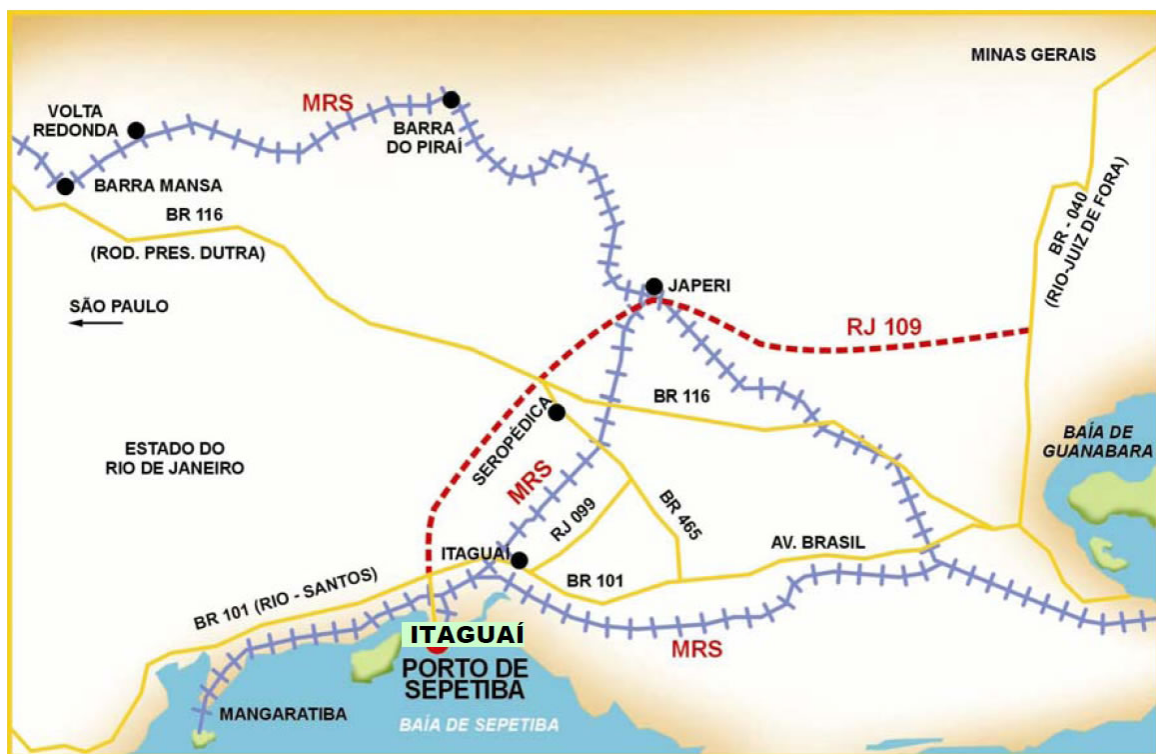 MINAS GERAIS
VOLTA
REDONDA
MRS
BARRA
DO PIRAÍ
BARRA MANSA
BR 116
(ROD. PRES. DUTRA)
BR - 040
(RIO-JUIZ DE FORA)
SÃO PAULO
JAPERI
RJ 109
BR 116
SEROPÉDICA
BAÍA DE
GUANABARA
ESTADO DO
RIO DE JANEIRO
MRS
RJ 099
BR 465
ITAGUAÍ
AV. BRASIL
BR 101
BR 101 (RIO - SANTOS)
ITAGUAÍ
PORTO DE
SEPETIBA
MRS
MANGARATIBA
BAÍA DE SEPETIBA